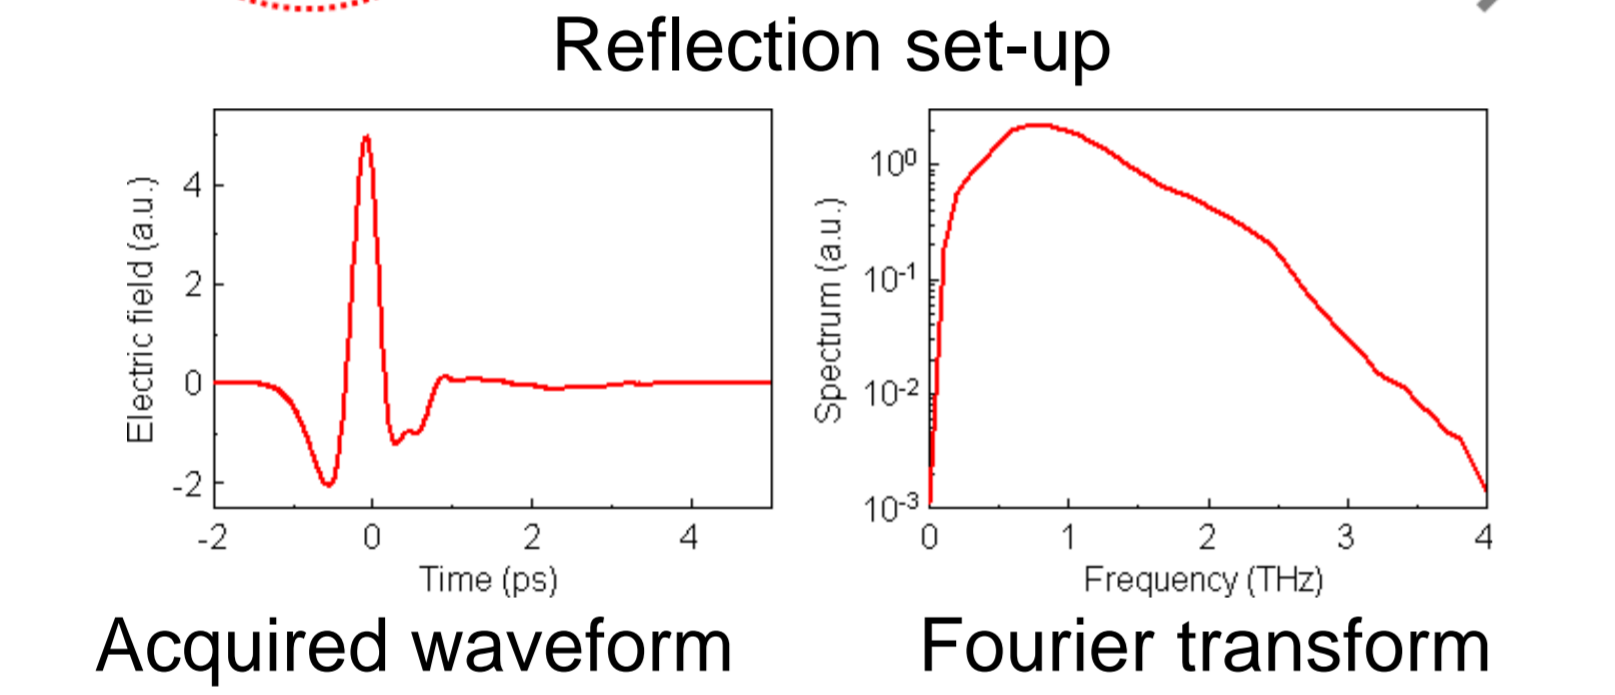 Reflection set-up
Electric field (a.u.)
4
2
0
-2
-2 0 2 4
Time (ps)
Acquired waveform
Spectrum (a.u.)
10⁰
10⁻¹
10⁻²
10⁻³
0 1 2 3 4
Frequency (THz)
Fourier transform